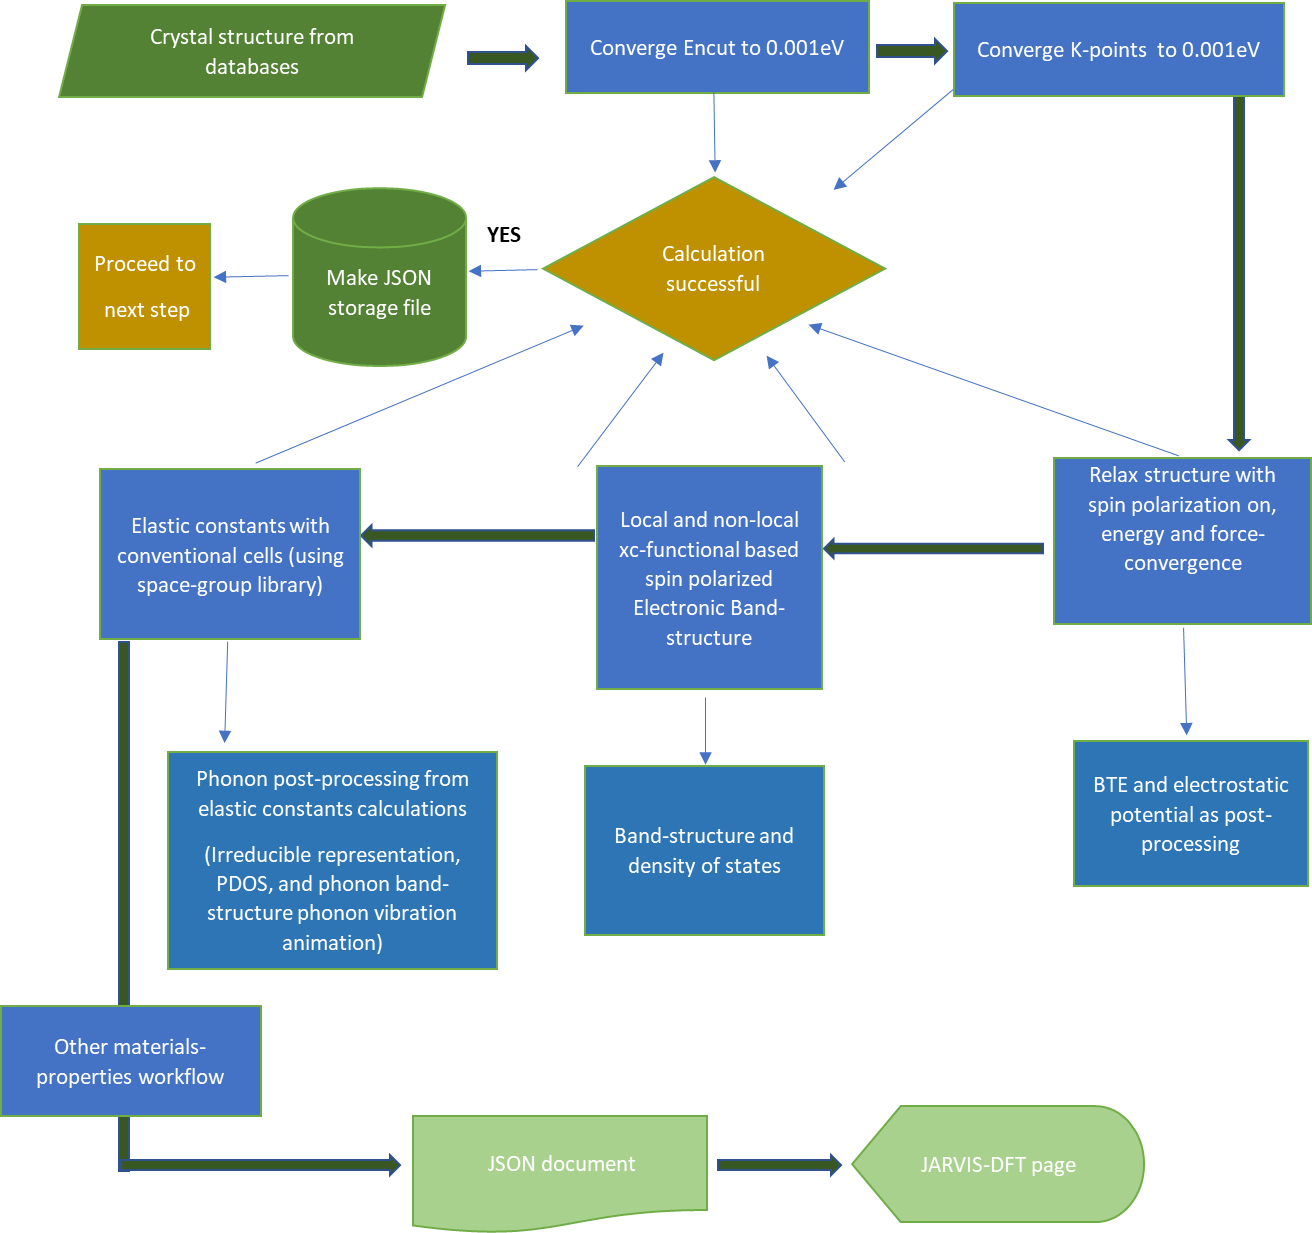 Crystal structure from
databases
Converge Encut to 0.001eV
Converge K-points to 0.001eV
YES
Calculation
successful
Make JSON
storage file
Proceed to
next step
Relax structure with
spin polarization on,
energy and force-
convergence
Local and non-local
xc-functional based
spin polarized
Electronic Band-
structure
Elastic constants with
conventional cells (using
space-group library)
Phonon post-processing from
elastic constants calculations
(Irreducible representation,
PDOS, and phonon band-
structure phonon vibration
animation)
Band-structure and
density of states
BTE and electrostatic
potential as post-
processing
Other materials-
properties workflow
JSON document
JARVIS-DFT page